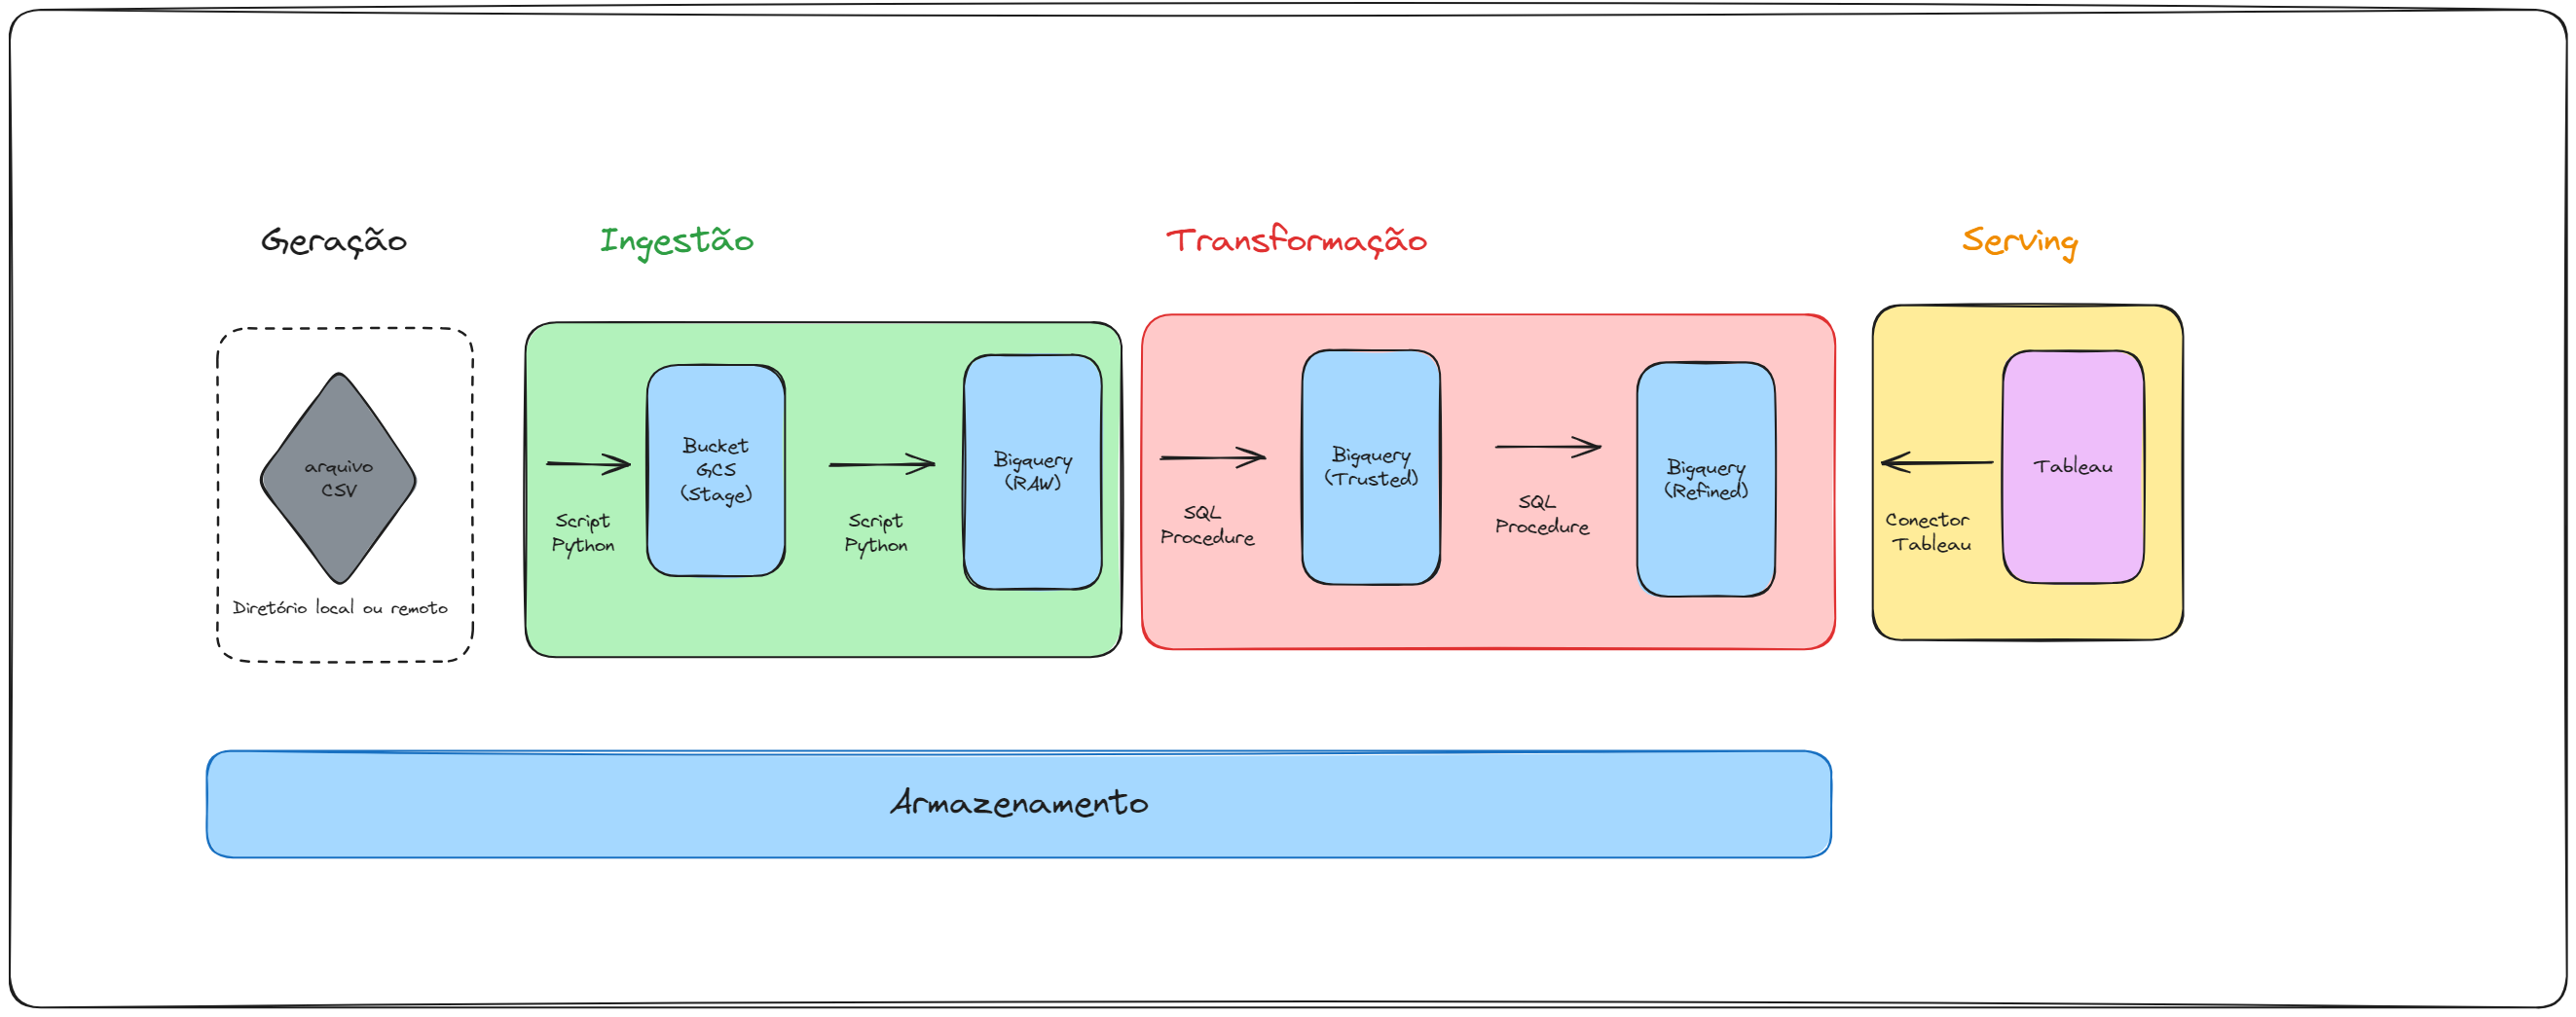 Geração
Ingestão
Transformação
Serving
arquivo
CSV
Diretório local ou remoto
Script
Python
Bucket
GCS
(Stage)
Script
Python
Bigquery
(RAW)
SQL
Procedure
Bigquery
(Trusted)
SQL
Procedure
Bigquery
(Refined)
Conector
Tableau
Tableau
Armazenamento